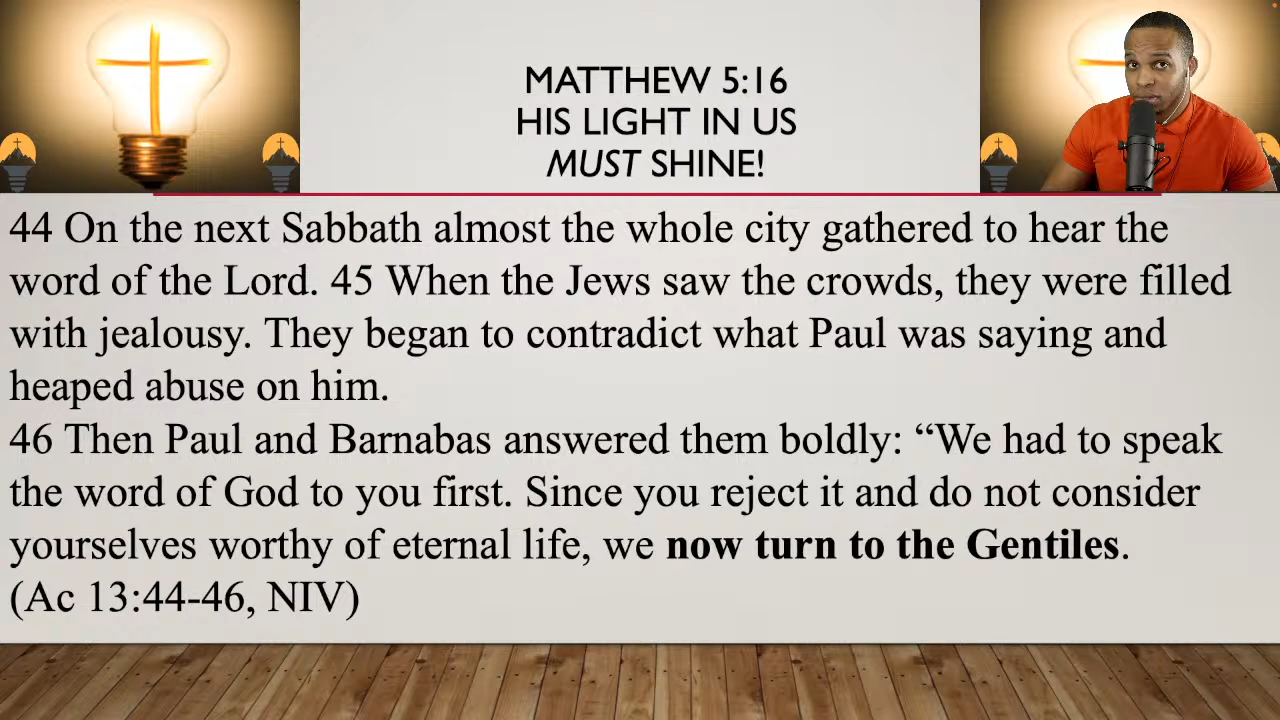 MATTHEW 5:16
HIS LIGHT IN US
MUST SHINE!
44 On the next Sabbath almost the whole city gathered to hear the
word of the Lord. 45 When the Jews saw the crowds, they were filled
with jealousy. They began to contradict what Paul was saying and
heaped abuse on him.
46 Then Paul and Barnabas answered them boldly: “We had to speak
the word of God to you first. Since you reject it and do not consider
yourselves worthy of eternal life, we now turn to the Gentiles.
(Ac 13:44-46, NIV)